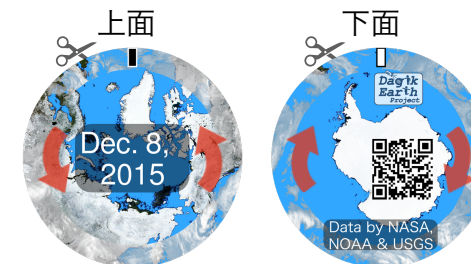 上面
下面
Dec. 8,
2015
Dagik
Earth
Project
Data by NASA,
NOAA & USGS